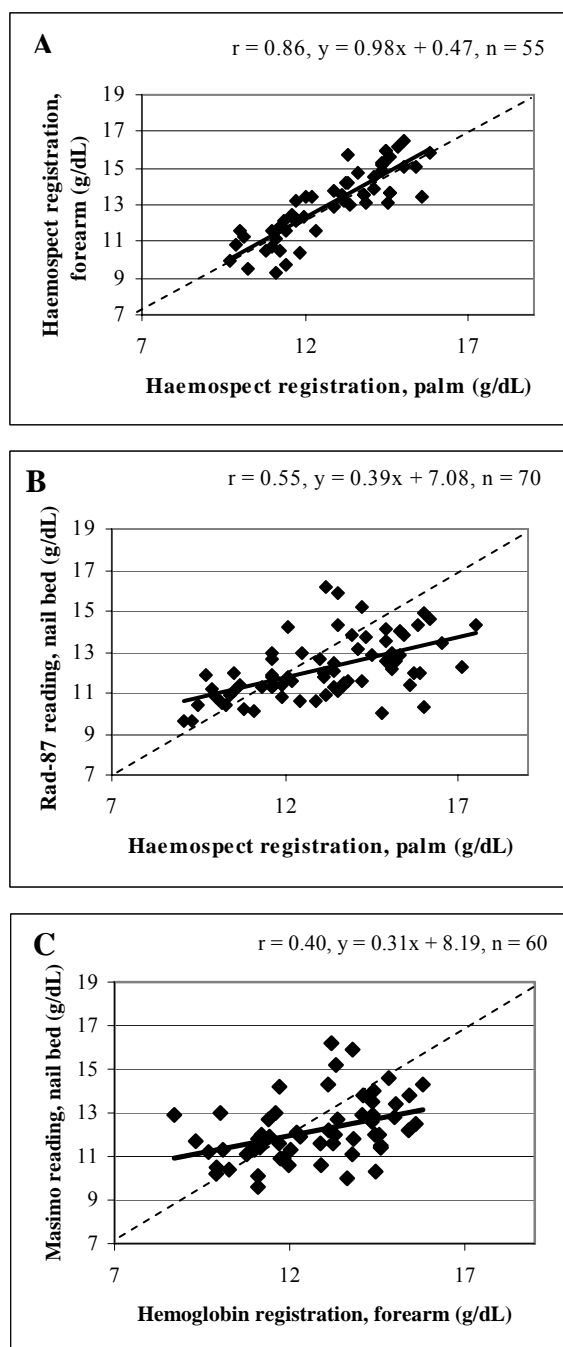 A
r = 0.86, y = 0.98x + 0.47, n = 55
Haemospect registration,
forearm (g/dL)
19
17
15
13
11
9
7
7 12 17
Haemospect registration, palm (g/dL)
B
r = 0.55, y = 0.39x + 7.08, n = 70
Rad-87 reading, nail bed (g/dL)
19
17
15
13
11
9
7
7 12 17
Haemospect registration, palm (g/dL)
C
r = 0.40, y = 0.31x + 8.19, n = 60
Masimo reading, nail bed (g/dL)
19
17
15
13
11
9
7
7 12 17
Hemoglobin registration, forearm (g/dL)